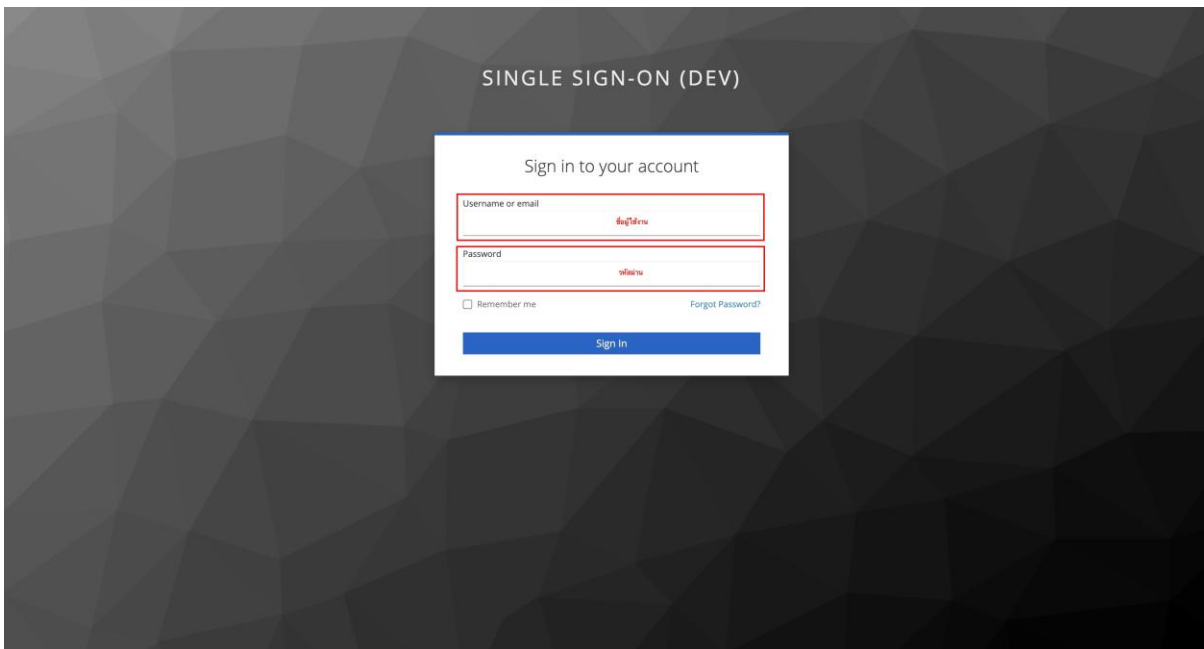 SINGLE SIGN-ON (DEV)
Sign in to your account
Username or email
ชื่อผู้ใช้งาน
Password
รหัสผ่าน
Remember me
Forgot Password?
Sign In